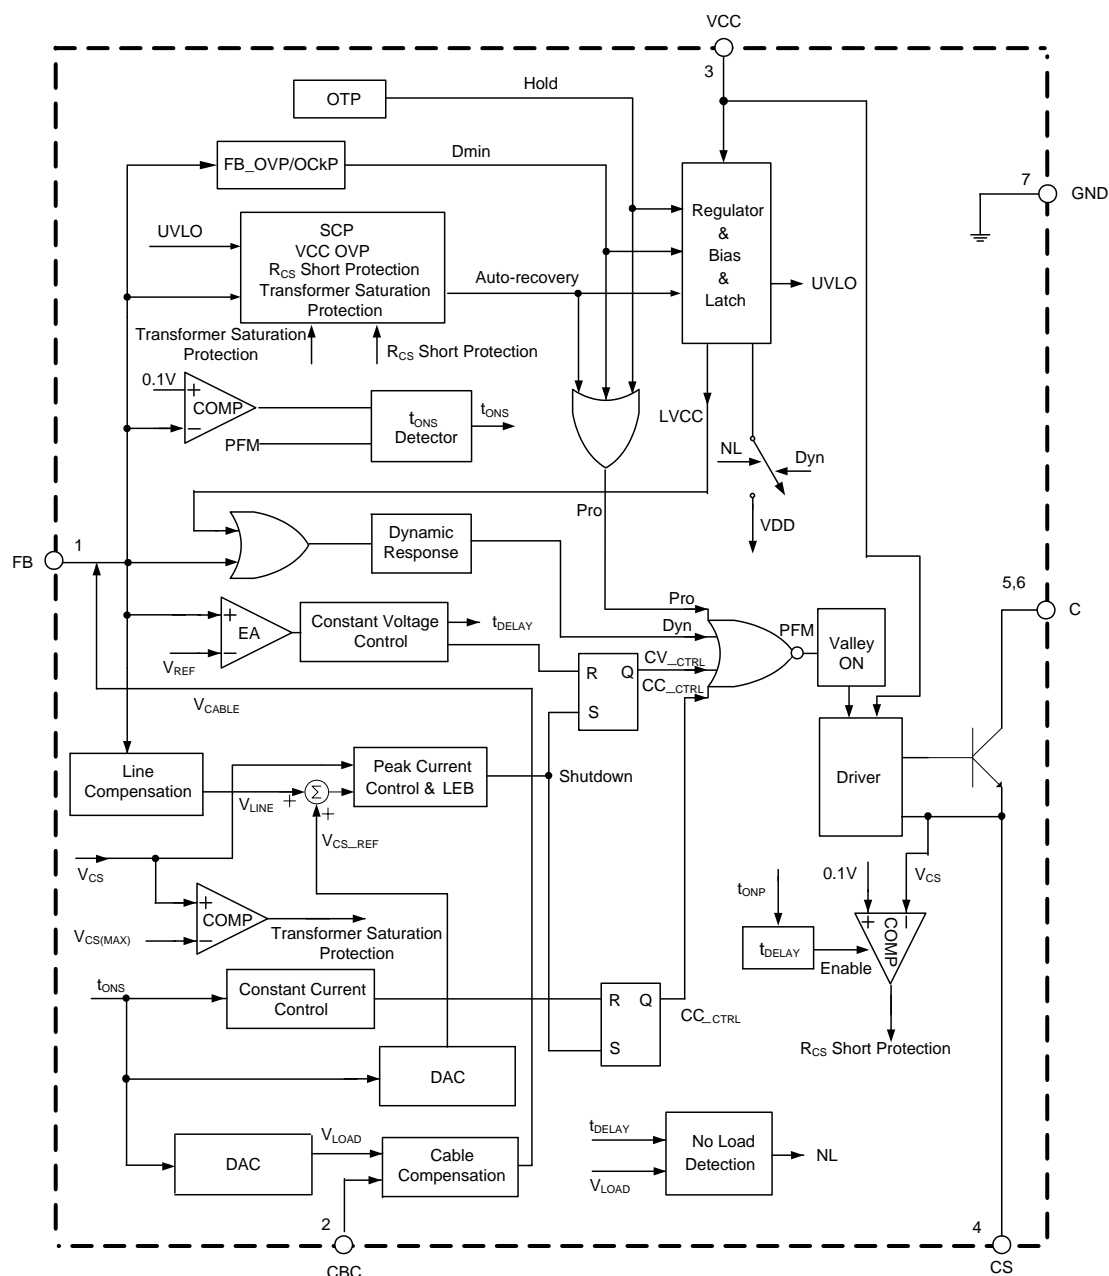 VCC
3
Hold
OTP
Dmin
FB_OVP/OCkP
7
GND
Regulator
&
Bias
&
Latch
UVLO
SCP
VCC OVP
RCS Short Protection
Transformer Saturation
Protection
Auto-recovery
UVLO
Transformer Saturation
Protection
RCS Short Protection
0.1V
+
COMP
−
PFM
tONS
Detector
tONS
LVCC
NL
Dyn
VDD
Pro
FB
1
Dynamic
Response
5,6
C
Pro
Dyn
PFM
Valley
ON
+
EA
−
VREF
Constant Voltage
Control
tDELAY
R
Q
S
CV_CTRL
CC_CTRL
VCABLE
Line
Compensation
VLINE
+
Σ
+
Peak Current
Control & LEB
Shutdown
Driver
VCS_REF
VCS
VCS
0.1V
tONP
+
COMP
−
VCS(MAX)
Transformer Saturation
Protection
+
−
COMP
tDELAY
Enable
tONS
Constant Current
Control
R
Q
S
CC_CTRL
RCS Short Protection
DAC
DAC
VLOAD
Cable
Compensation
tDELAY
VLOAD
No Load
Detection
NL
2
CBC
4
CS